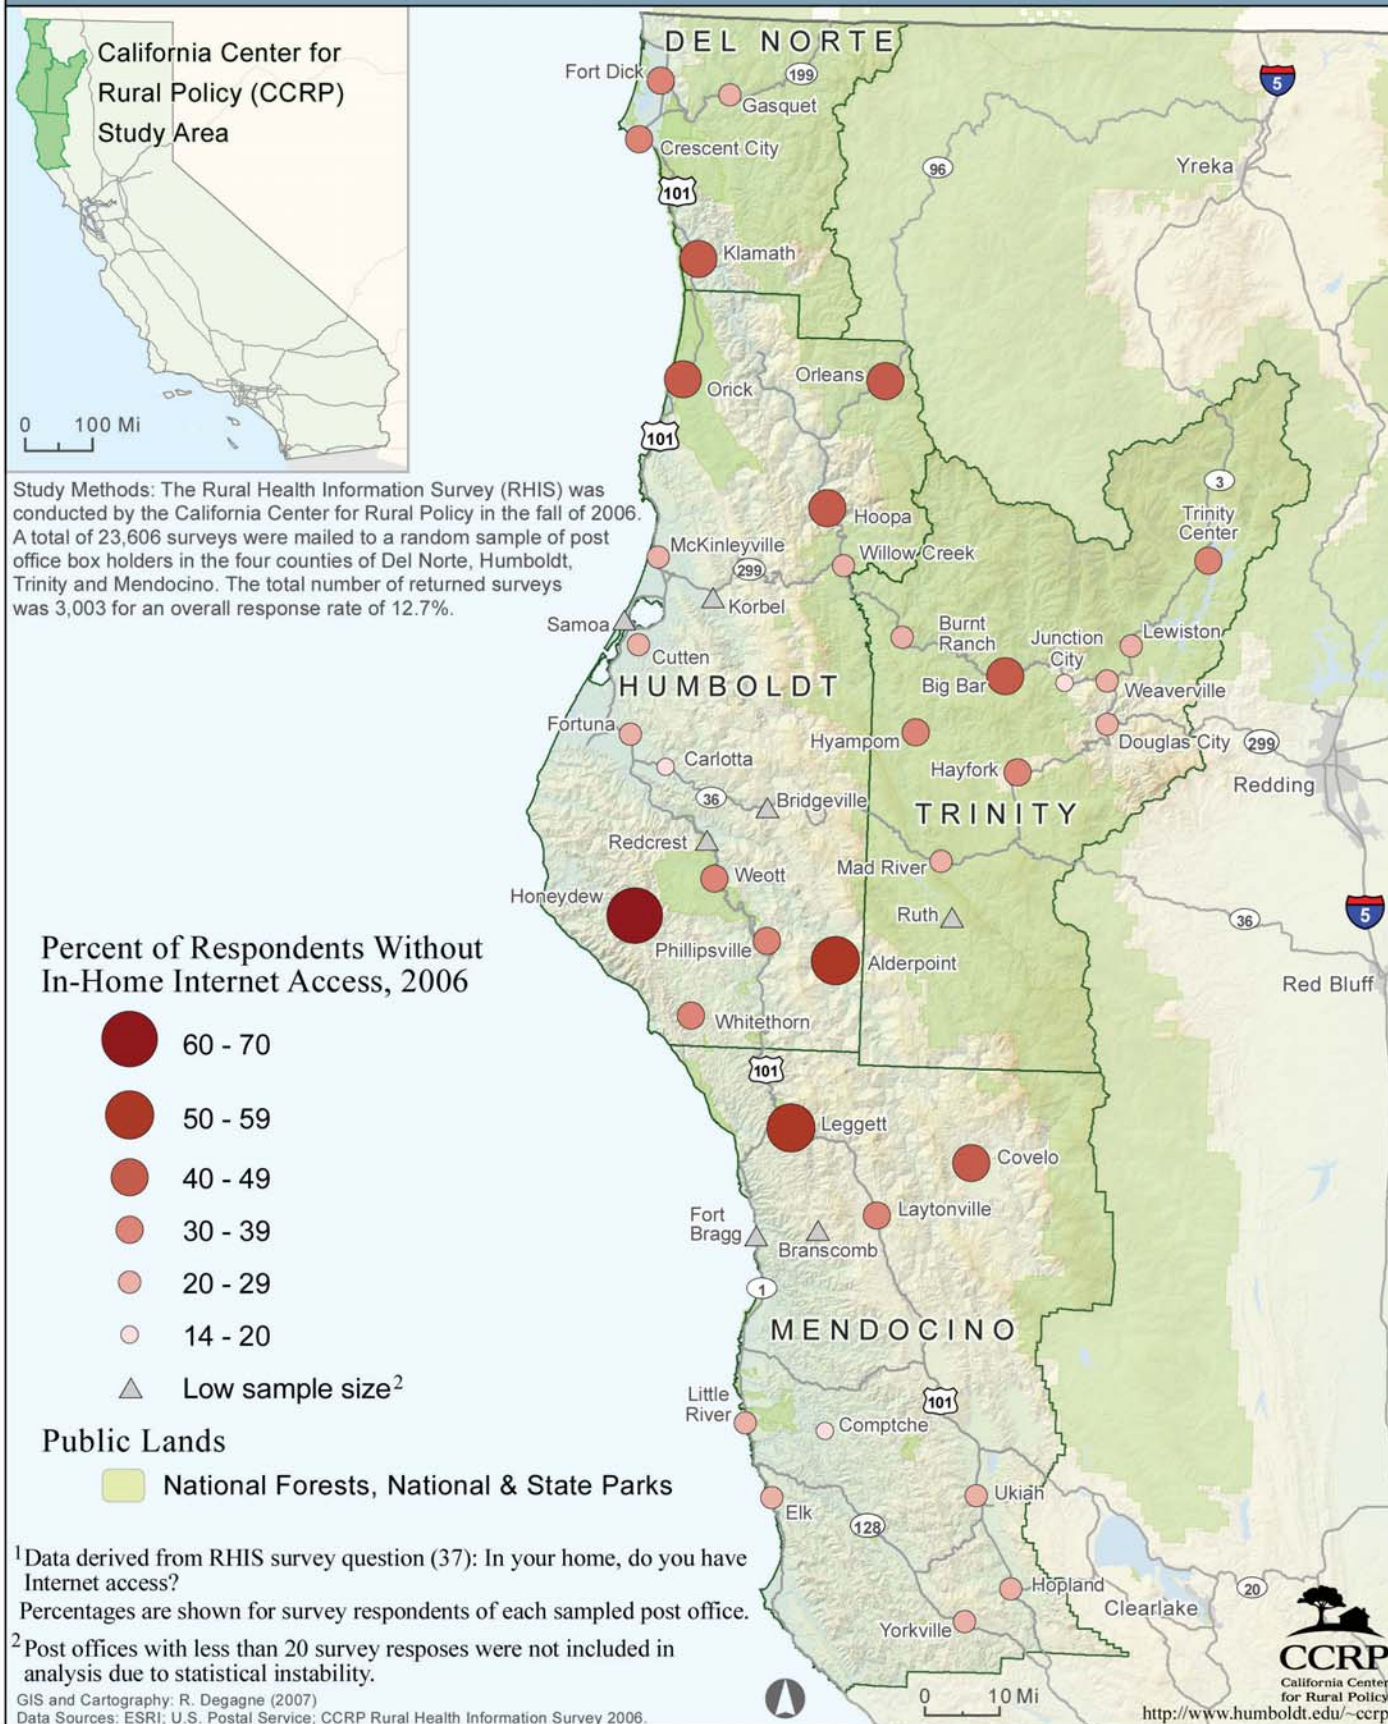 California Center for
Rural Policy (CCRP)
Study Area
0 100 Mi
Study Methods: The Rural Health Information Survey (RHIS) was
conducted by the California Center for Rural Policy in the fall of 2006.
A total of 23,606 surveys were mailed to a random sample of post
office box holders in the four counties of Del Norte, Humboldt,
Trinity and Mendocino. The total number of returned surveys
was 3,003 for an overall response rate of 12.7%.
DEL NORTE
Fort Dick
199
Gasquet
5
Crescent City
96
Yreka
101
Klamath
Orleans
Orick
101
3
Trinity
Center
Hoopa
McKinleyville
Willow Creek
299
Korbel
Samoa
Burnt
Ranch
Junction
City
Lewiston
Cutten
HUMBOLDT
Big Bar
Weaverville
Fortuna
Hyampom
Douglas City
299
Carlotta
Hayfork
Redding
36
Bridgeville
TRINITY
Redcrest
Mad River
Weott
Honeydew
Ruth
36
5
Phillipsville
Alderpoint
Red Bluff
Whitethorn
101
Leggett
Covelo
Laytonville
Fort
Bragg
Branscomb
1
MENDOCINO
Little
River
101
Comptche
Elk
Ukiah
128
Hopland
20
Clearlake
Yorkville
Percent of Respondents Without
In-Home Internet Access, 2006
60 - 70
50 - 59
40 - 49
30 - 39
20 - 29
14 - 20
Low sample size2
Public Lands
National Forests, National & State Parks
1Data derived from RHIS survey question (37): In your home, do you have
Internet access?
Percentages are shown for survey respondents of each sampled post office.
2Post offices with less than 20 survey resposes were not included in
analysis due to statistical instability.
GIS and Cartography: R. Degagne (2007)
Data Sources: ESRI; U.S. Postal Service; CCRP Rural Health Information Survey 2006.
0 10 Mi
CCRP
California Center
for Rural Policy
http://www.humboldt.edu/~ccrp